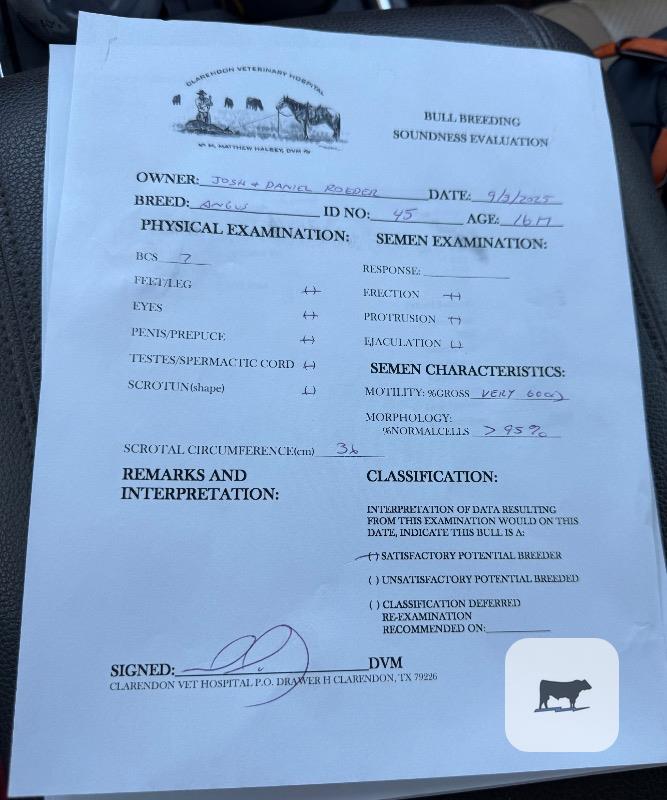 CLARENDON VETERINARY HOSPITAL
M. MATTHEW HALSEY, DVM
BULL BREEDING
SOUNDNESS EVALUATION
OWNER: JOSH + DANIEL ROEDER DATE: 9/3/2025
BREED: ANGUS ID NO: 45 AGE: 16M
PHYSICAL EXAMINATION: SEMEN EXAMINATION:
BCS 7
RESPONSE:
FEET/LEG
ERECTION
EYES
PROTRUSION
PENIS/PREPUCE
EJACULATION
TESTES/SPERMACTIC CORD
SEMEN CHARACTERISTICS:
SCROTUN(shape)
MOTILITY: %GROSS VERY GOOD
MORPHOLOGY:
%NORMALCELLS >95%
SCROTAL CIRCUMFERENCE(cm) 36
REMARKS AND
INTERPRETATION:
CLASSIFICATION:
INTERPRETATION OF DATA RESULTING
FROM THIS EXAMINATION WOULD ON THIS
DATE, INDICATE THIS BULL IS A:
( ) SATISFACTORY POTENTIAL BREEDER
( ) UNSATISFACTORY POTENTIAL BREEDED
( ) CLASSIFICATION DEFERRED
RE-EXAMINATION
RECOMMENDED ON:
SIGNED: DVM
CLARENDON VET HOSPITAL P.O. DRAWER H CLARENDON, TX 79226